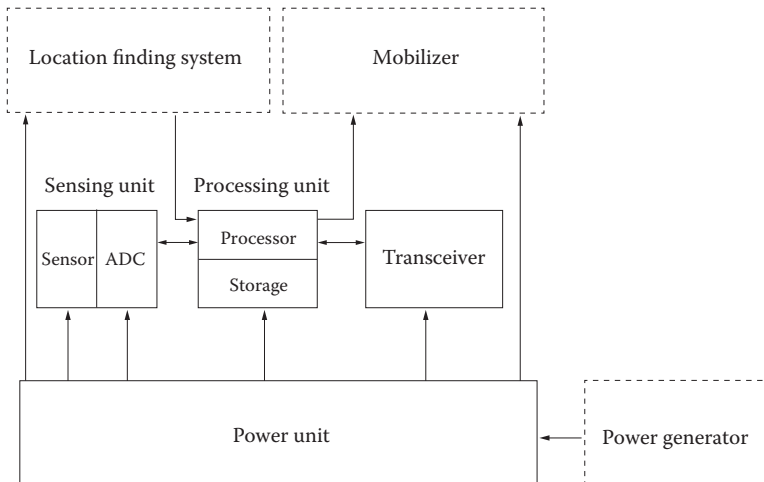 Location finding system
Mobilizer
Sensing unit
Processing unit
Sensor
ADC
Processor
Storage
Transceiver
Power unit
Power generator